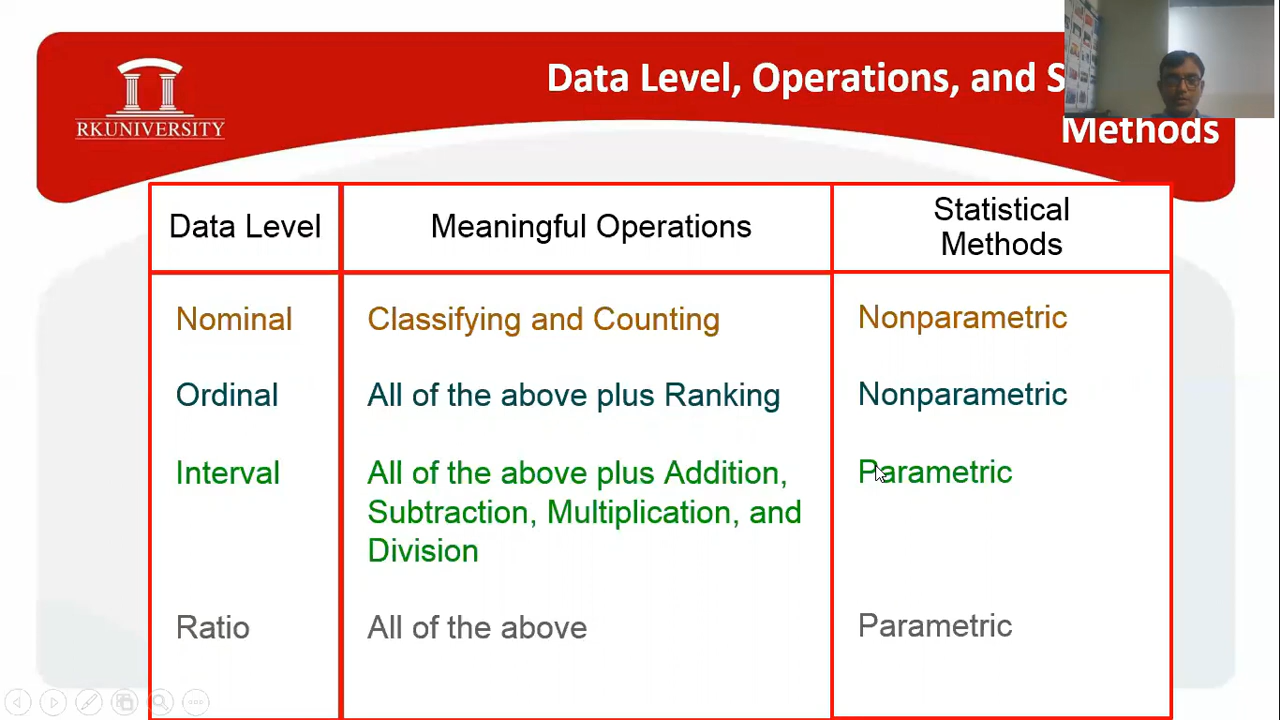 Data Level, Operations, and S
Methods
RKUNIVERSITY
Data Level
Meaningful Operations
Statistical
Methods
Nominal
Classifying and Counting
Nonparametric
Ordinal
All of the above plus Ranking
Nonparametric
Interval
All of the above plus Addition,
Subtraction, Multiplication, and
Division
Parametric
Ratio
All of the above
Parametric